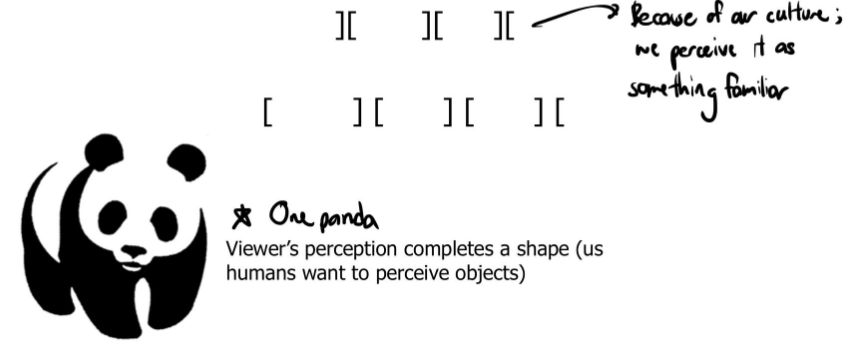 ][ ][ ][
Because of our culture;
we perceive it as
something familiar
[ ][ ][ ][
☆ One panda
Viewer's perception completes a shape (us
humans want to perceive objects)